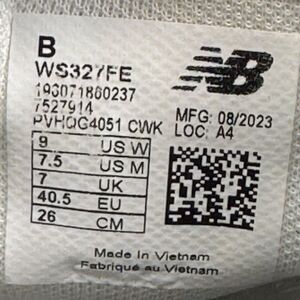 B
WS327FE
193071860237
7527914
PVHQG4051 CWK
MFG: 08/2023
LOC: A4
9 US W
7.5 US M
7 UK
40.5 EU
26 CM
Made In Vietnam
Fabriqué au Vietnam